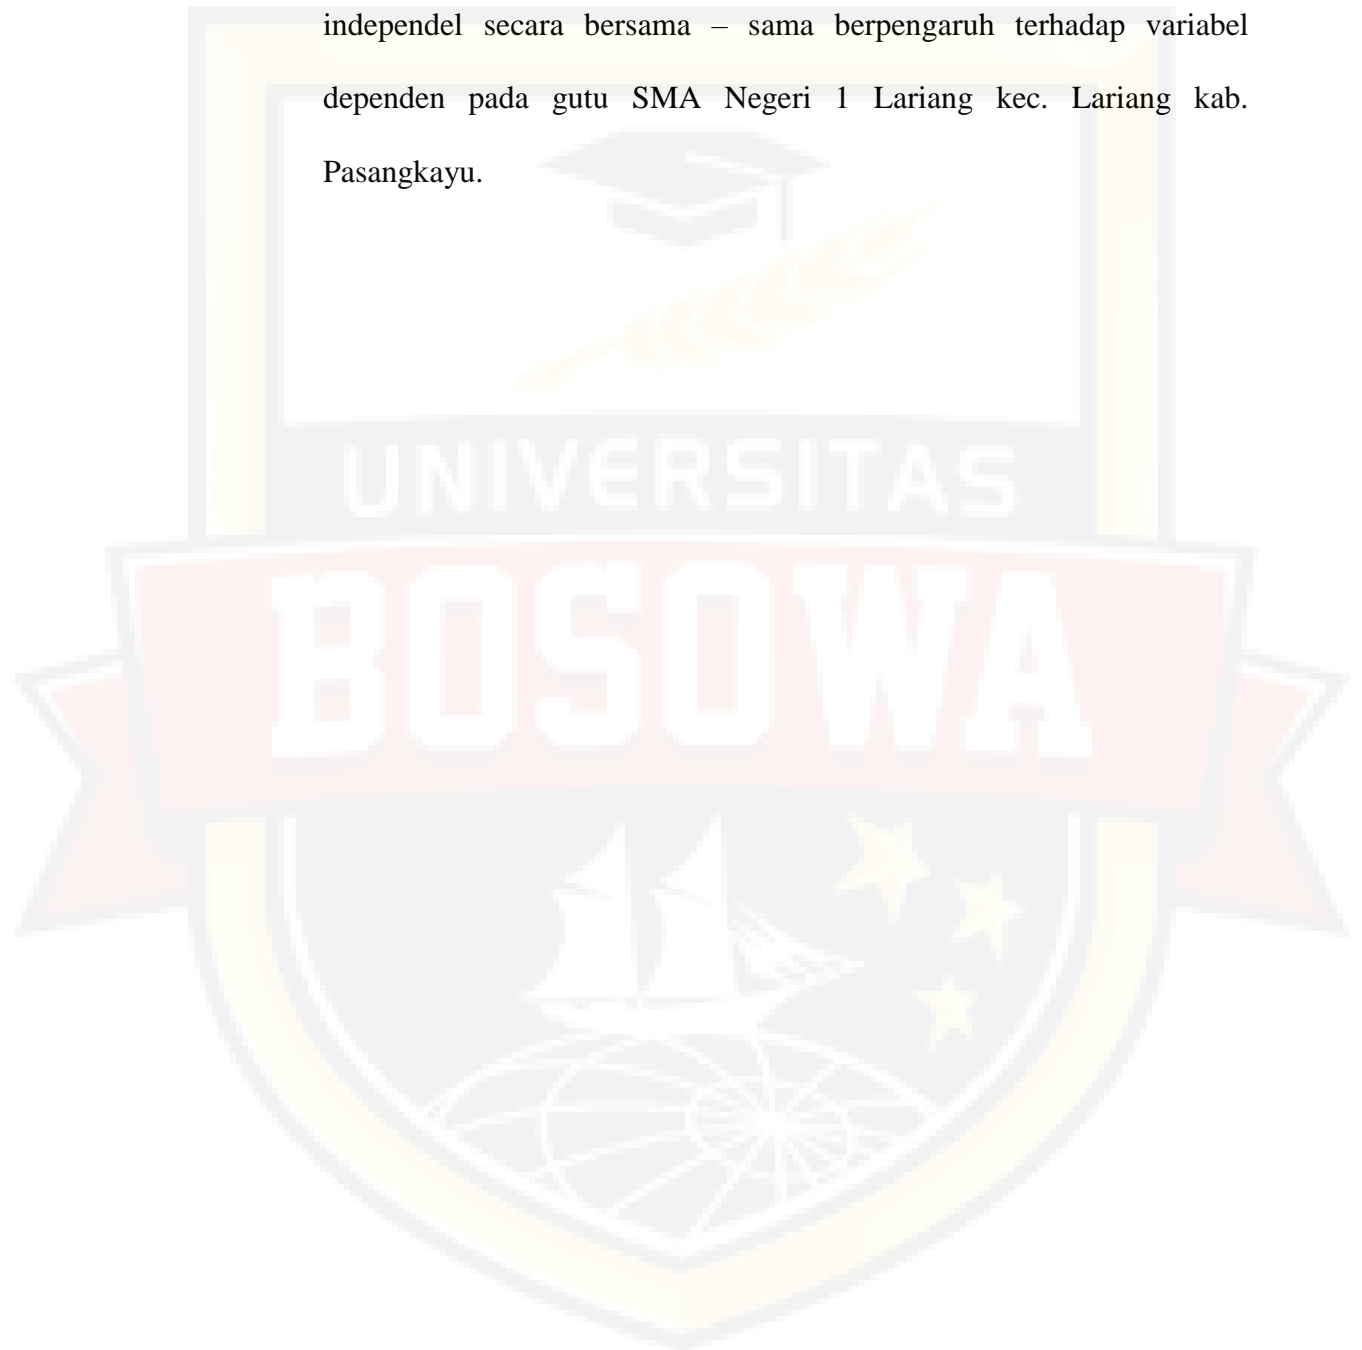 independel secara bersama – sama berpengaruh terhadap variabel
dependen pada gutu SMA Negeri 1 Lariang kec. Lariang kab.
Pasangkayu.
UNIVERSITAS
BOSOWA